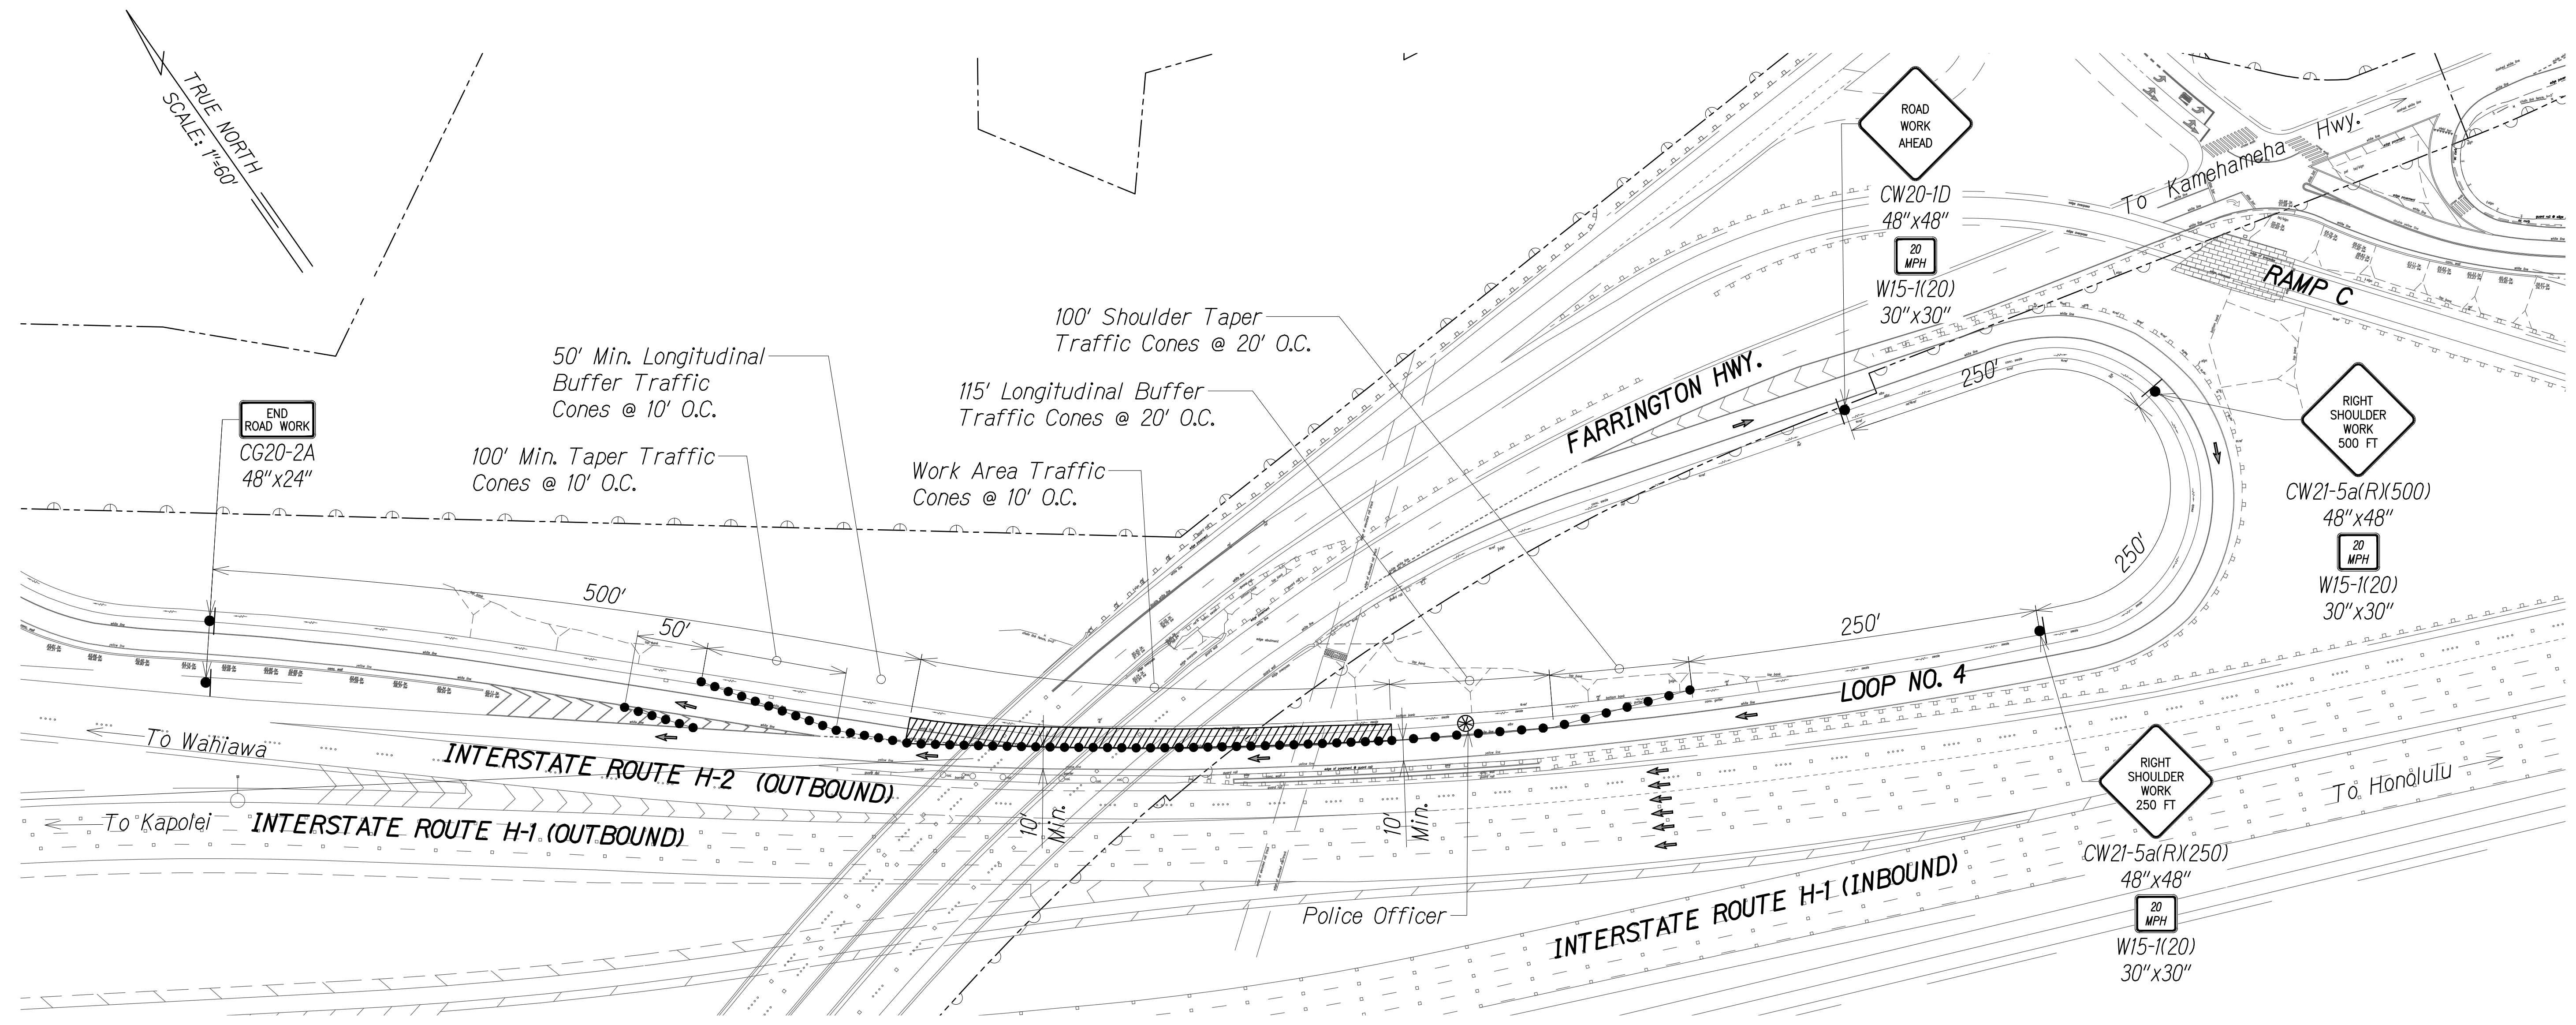 TRUE NORTH
SCALE: 1"=60'
END
ROAD WORK
CG20-2A
48"x24"
50' Min. Longitudinal
Buffer Traffic
Cones @ 10' O.C.
100' Min. Taper Traffic
Cones @ 10' O.C.
100' Shoulder Taper
Traffic Cones @ 20' O.C.
115' Longitudinal Buffer
Traffic Cones @ 20' O.C.
Work Area Traffic
Cones @ 10' O.C.
ROAD
WORK
AHEAD
CW20-1D
48"x48"
20
MPH
W15-1(20)
30"x30"
To Kamehameha Hwy.
RAMP C
FARRINGTON HWY.
250'
RIGHT
SHOULDER
WORK
500 FT
CW21-5a(R)(500)
48"x48"
20
MPH
W15-1(20)
30"x30"
250'
500'
50'
250'
LOOP NO. 4
To Wahiawa
INTERSTATE ROUTE H-2 (OUTBOUND)
To Kapolei
INTERSTATE ROUTE H-1 (OUTBOUND)
10'
Min.
10'
Min.
Police Officer
INTERSTATE ROUTE H-1 (INBOUND)
To Honolulu
RIGHT
SHOULDER
WORK
250 FT
CW21-5a(R)(250)
48"x48"
20
MPH
W15-1(20)
30"x30"